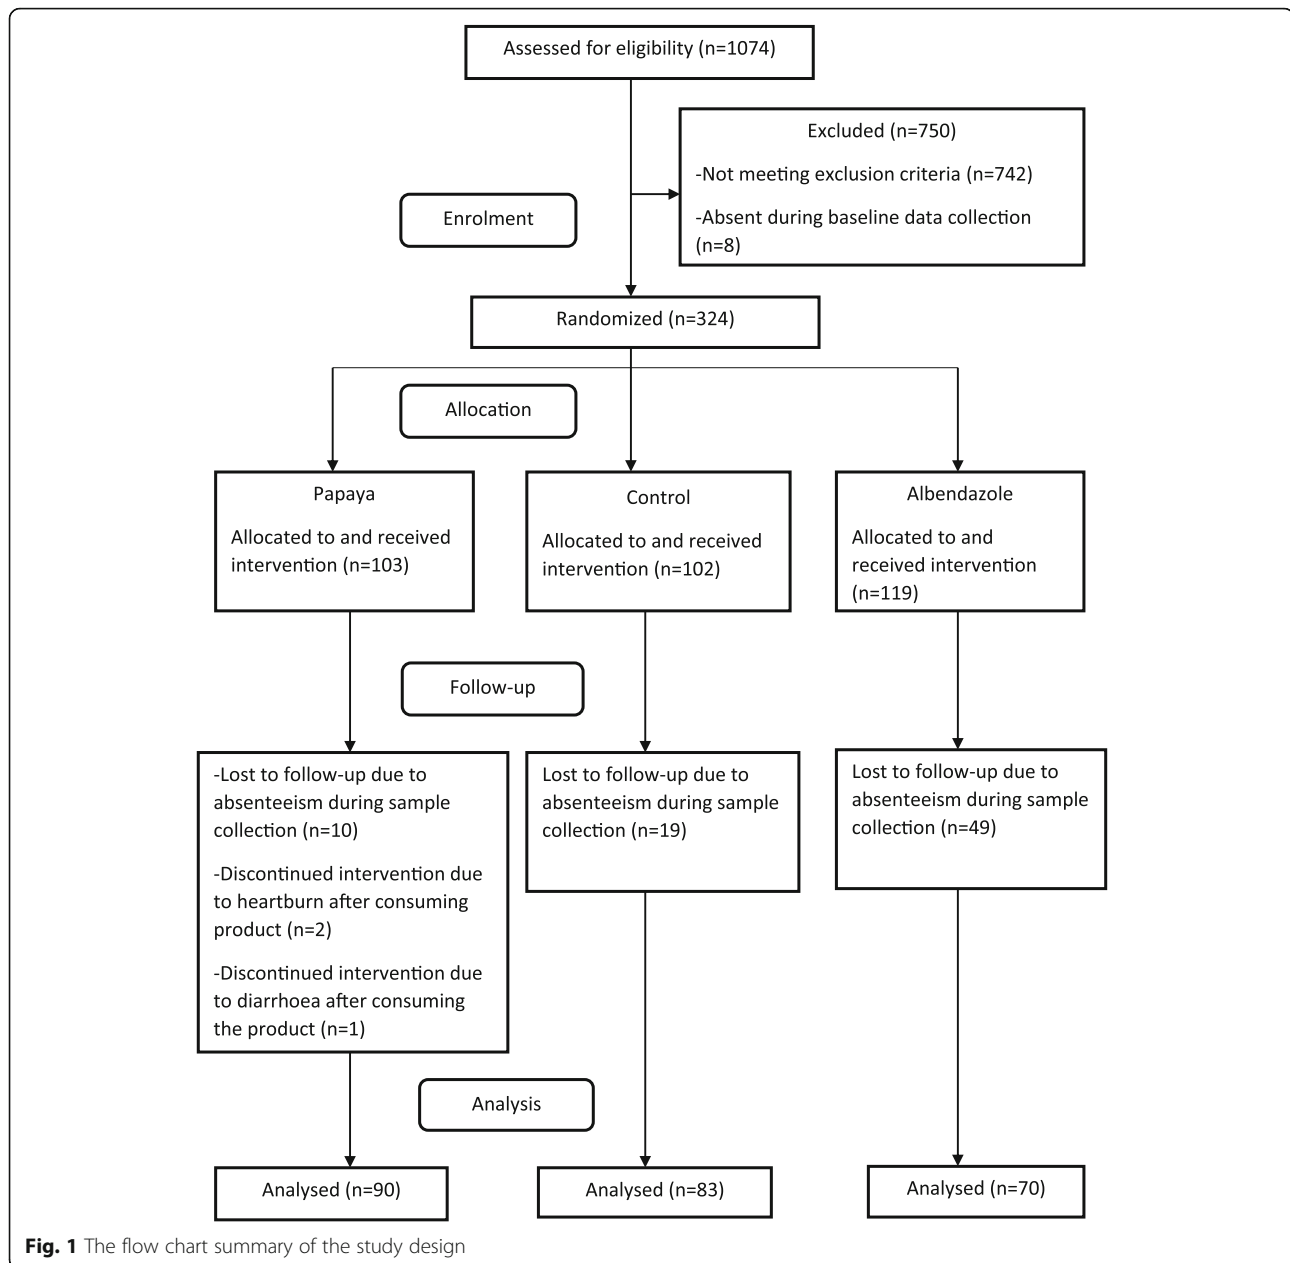 Assessed for eligibility (n=1074)
Excluded (n=750)
-Not meeting exclusion criteria (n=742)
-Absent during baseline data collection
(n=8)
Enrolment
Randomized (n=324)
Allocation
Papaya
Allocated to and received
intervention (n=103)
Control
Allocated to and received
intervention (n=102)
Albendazole
Allocated to and
received intervention
(n=119)
Follow-up
-Lost to follow-up due to
absenteeism during sample
collection (n=10)
-Discontinued intervention due
to heartburn after consuming
product (n=2)
-Discontinued intervention due
to diarrhoea after consuming
the product (n=1)
Lost to follow-up due to
absenteeism during sample
collection (n=19)
Lost to follow-up due to
absenteeism during sample
collection (n=49)
Analysis
Analysed (n=90)
Analysed (n=83)
Analysed (n=70)
Fig. 1 The flow chart summary of the study design